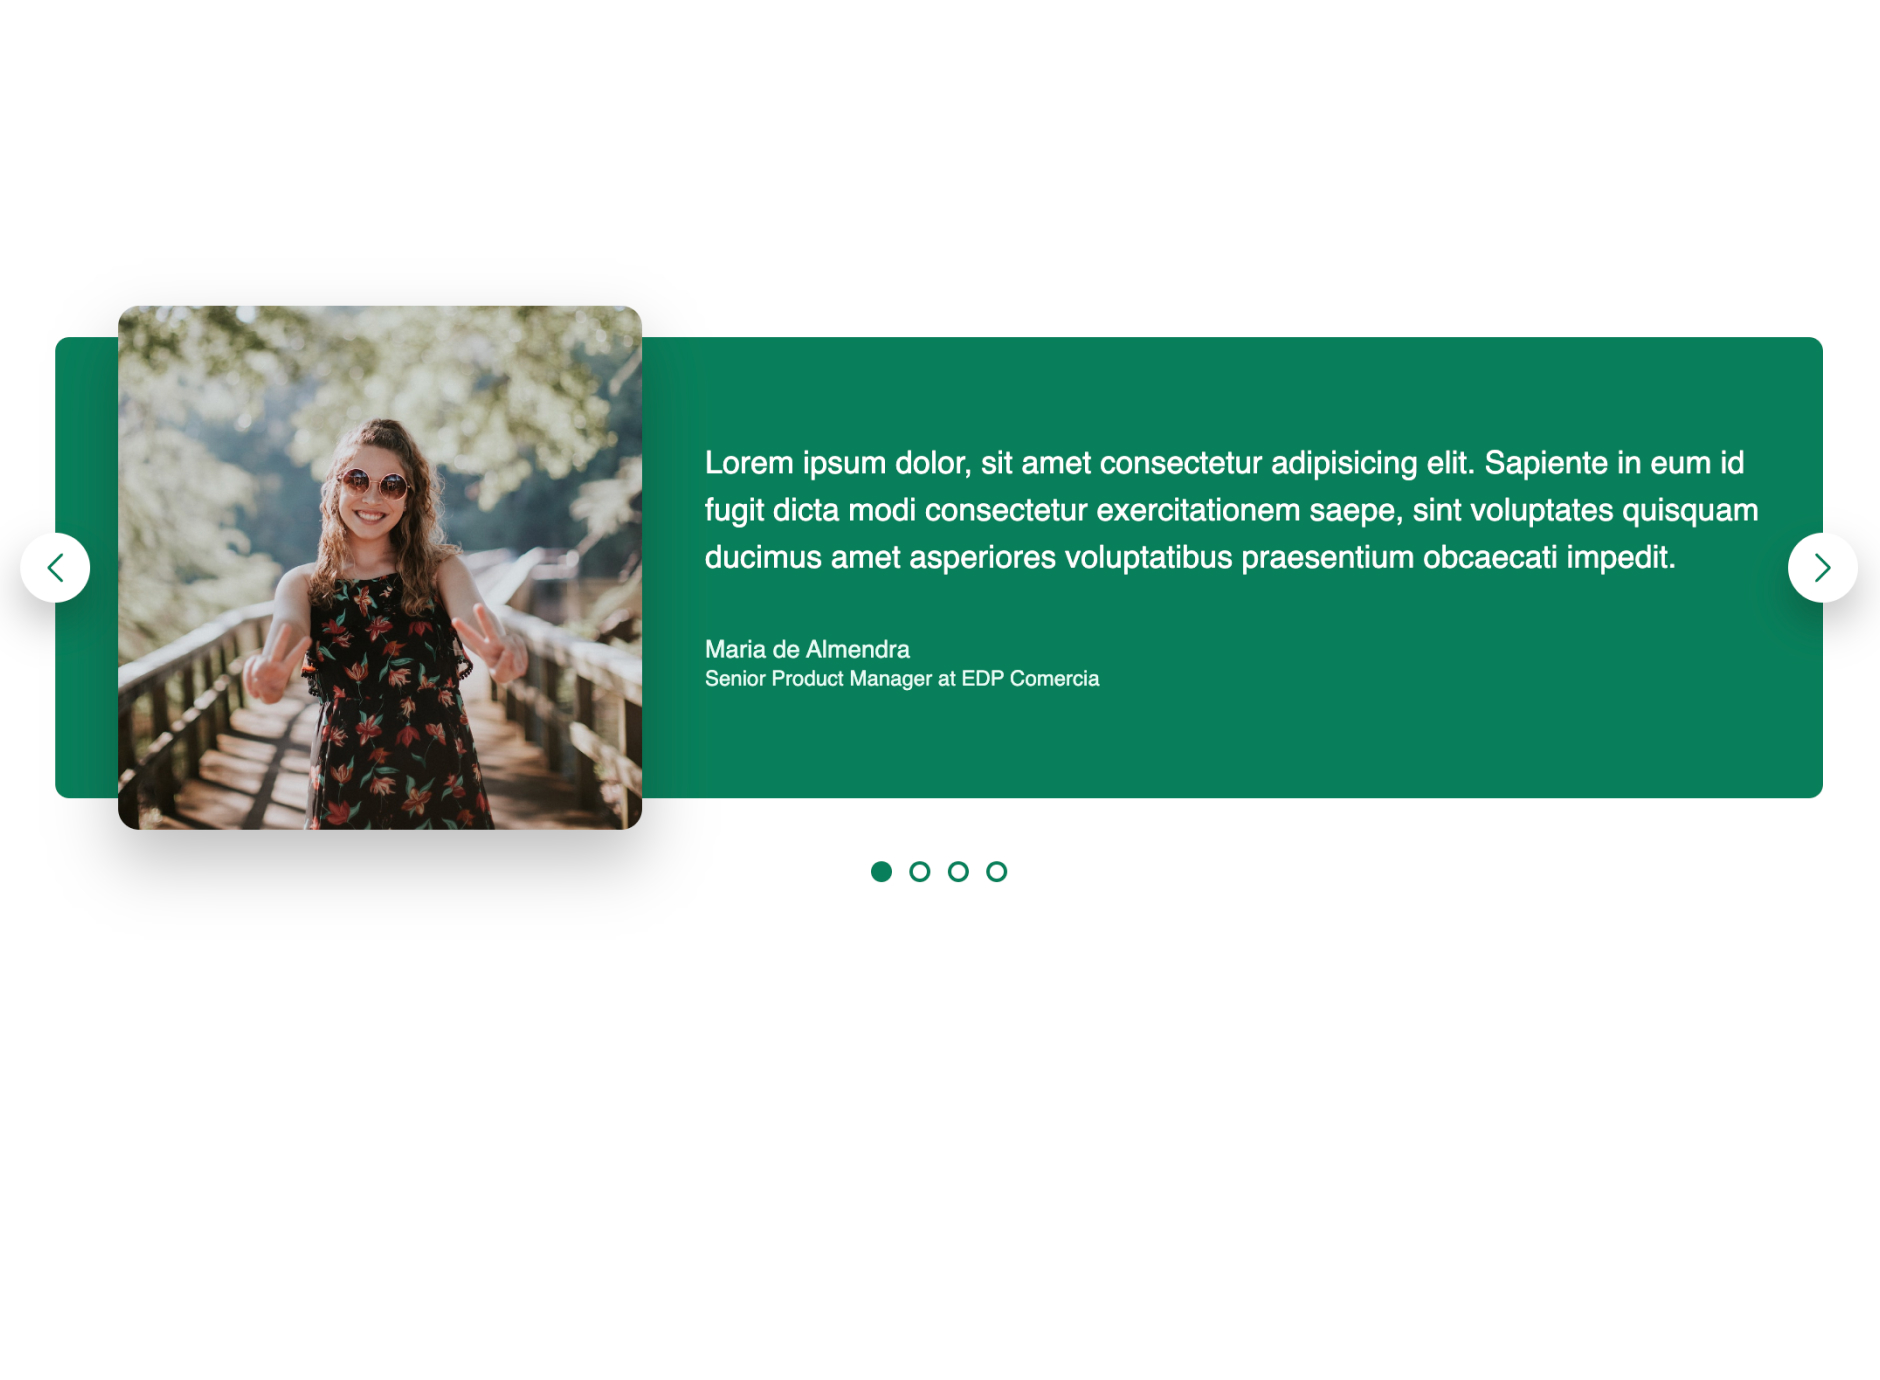 Lorem ipsum dolor, sit amet consectetur adipisicing elit. Sapiente in eum id
fugit dicta modi consectetur exercitationem saepe, sint voluptates quisquam
ducimus amet asperiores voluptatibus praesentium obcaecati impedit.
Maria de Almendra
Senior Product Manager at EDP Comercia